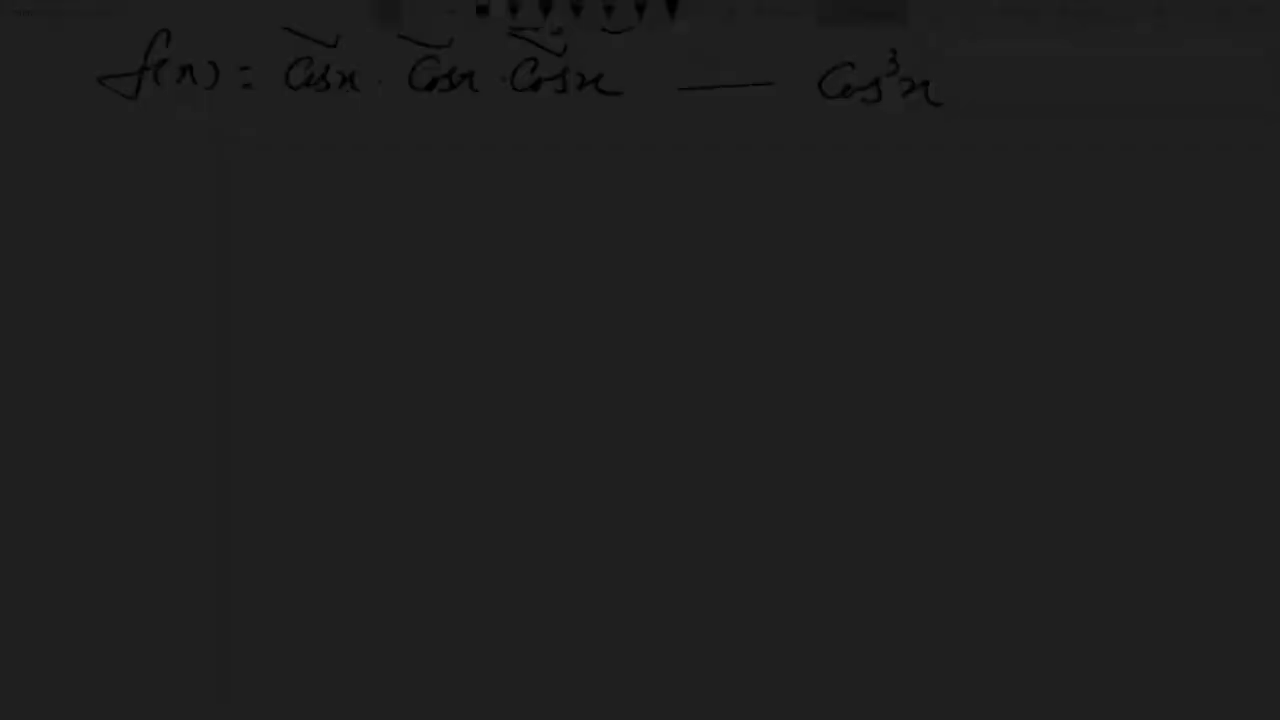 f(x) = Cosx · Cosx · Cosx — Cos³x